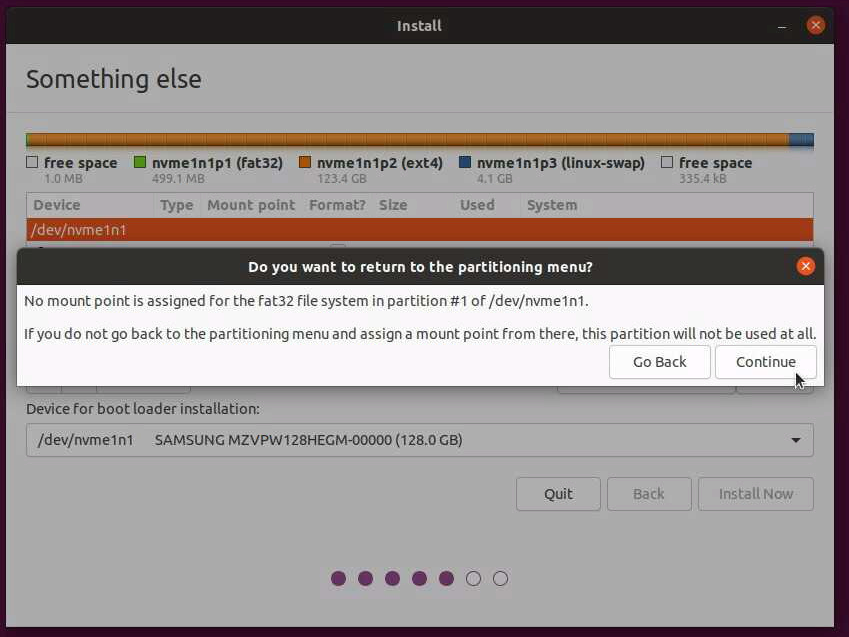 Install
Something else
free space nvme1n1p1 (fat32) nvme1n1p2 (ext4) nvme1n1p3 (linux-swap) free space
1.0 MB 499.1 MB 123.4 GB 4.1 GB 335.4 kB
Device Type Mount point Format? Size Used System
/dev/nvme1n1
Do you want to return to the partitioning menu?
No mount point is assigned for the fat32 file system in partition #1 of /dev/nvme1n1.
If you do not go back to the partitioning menu and assign a mount point from there, this partition will not be used at all.
Go Back Continue
Device for boot loader installation:
/dev/nvme1n1 SAMSUNG MZVPW128HEGM-00000 (128.0 GB)
Quit Back Install Now